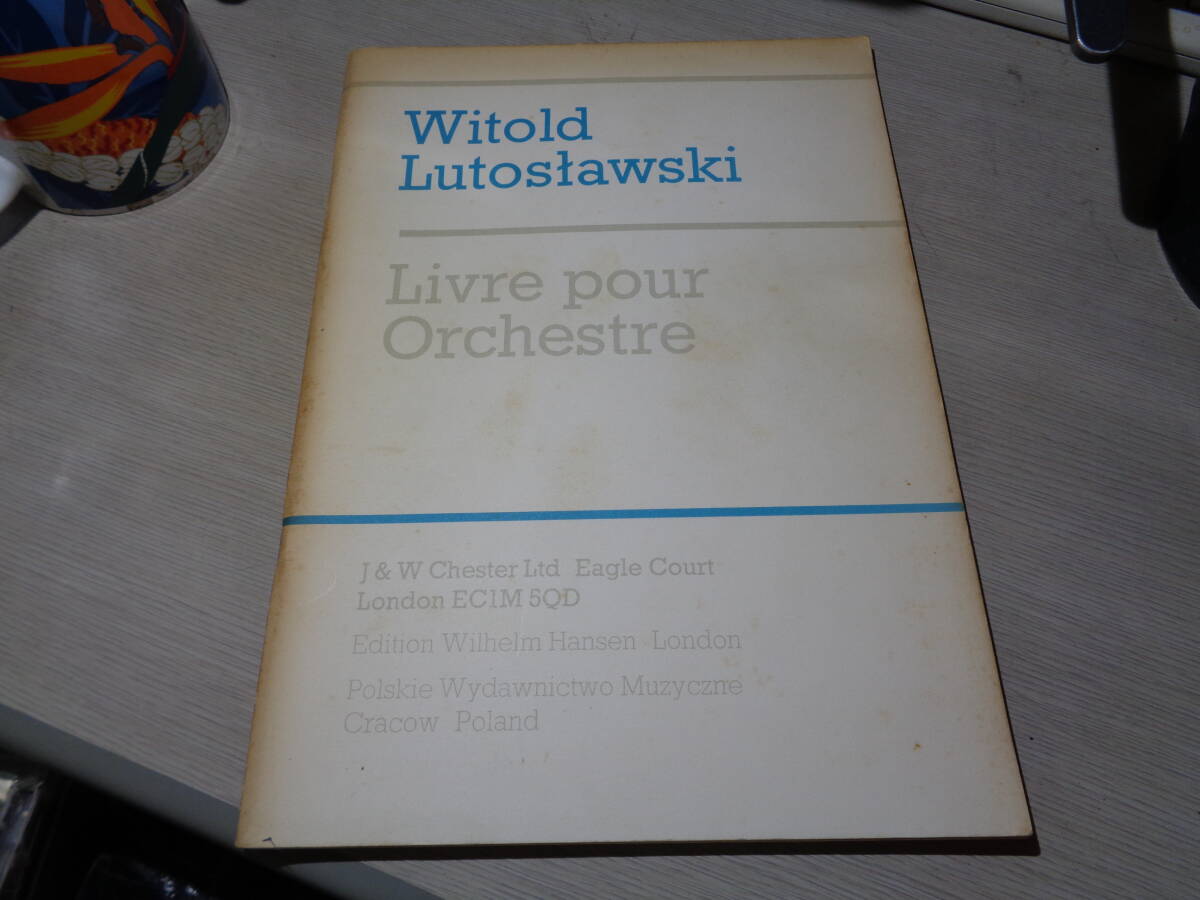 Witold
Lutosławski
Livre pour
Orchestre
J & W Chester Ltd Eagle Court
London EC1M 5QD
Edition Wilhelm Hansen London
Polskie Wydawnictwo Muzyczne
Cracow Poland